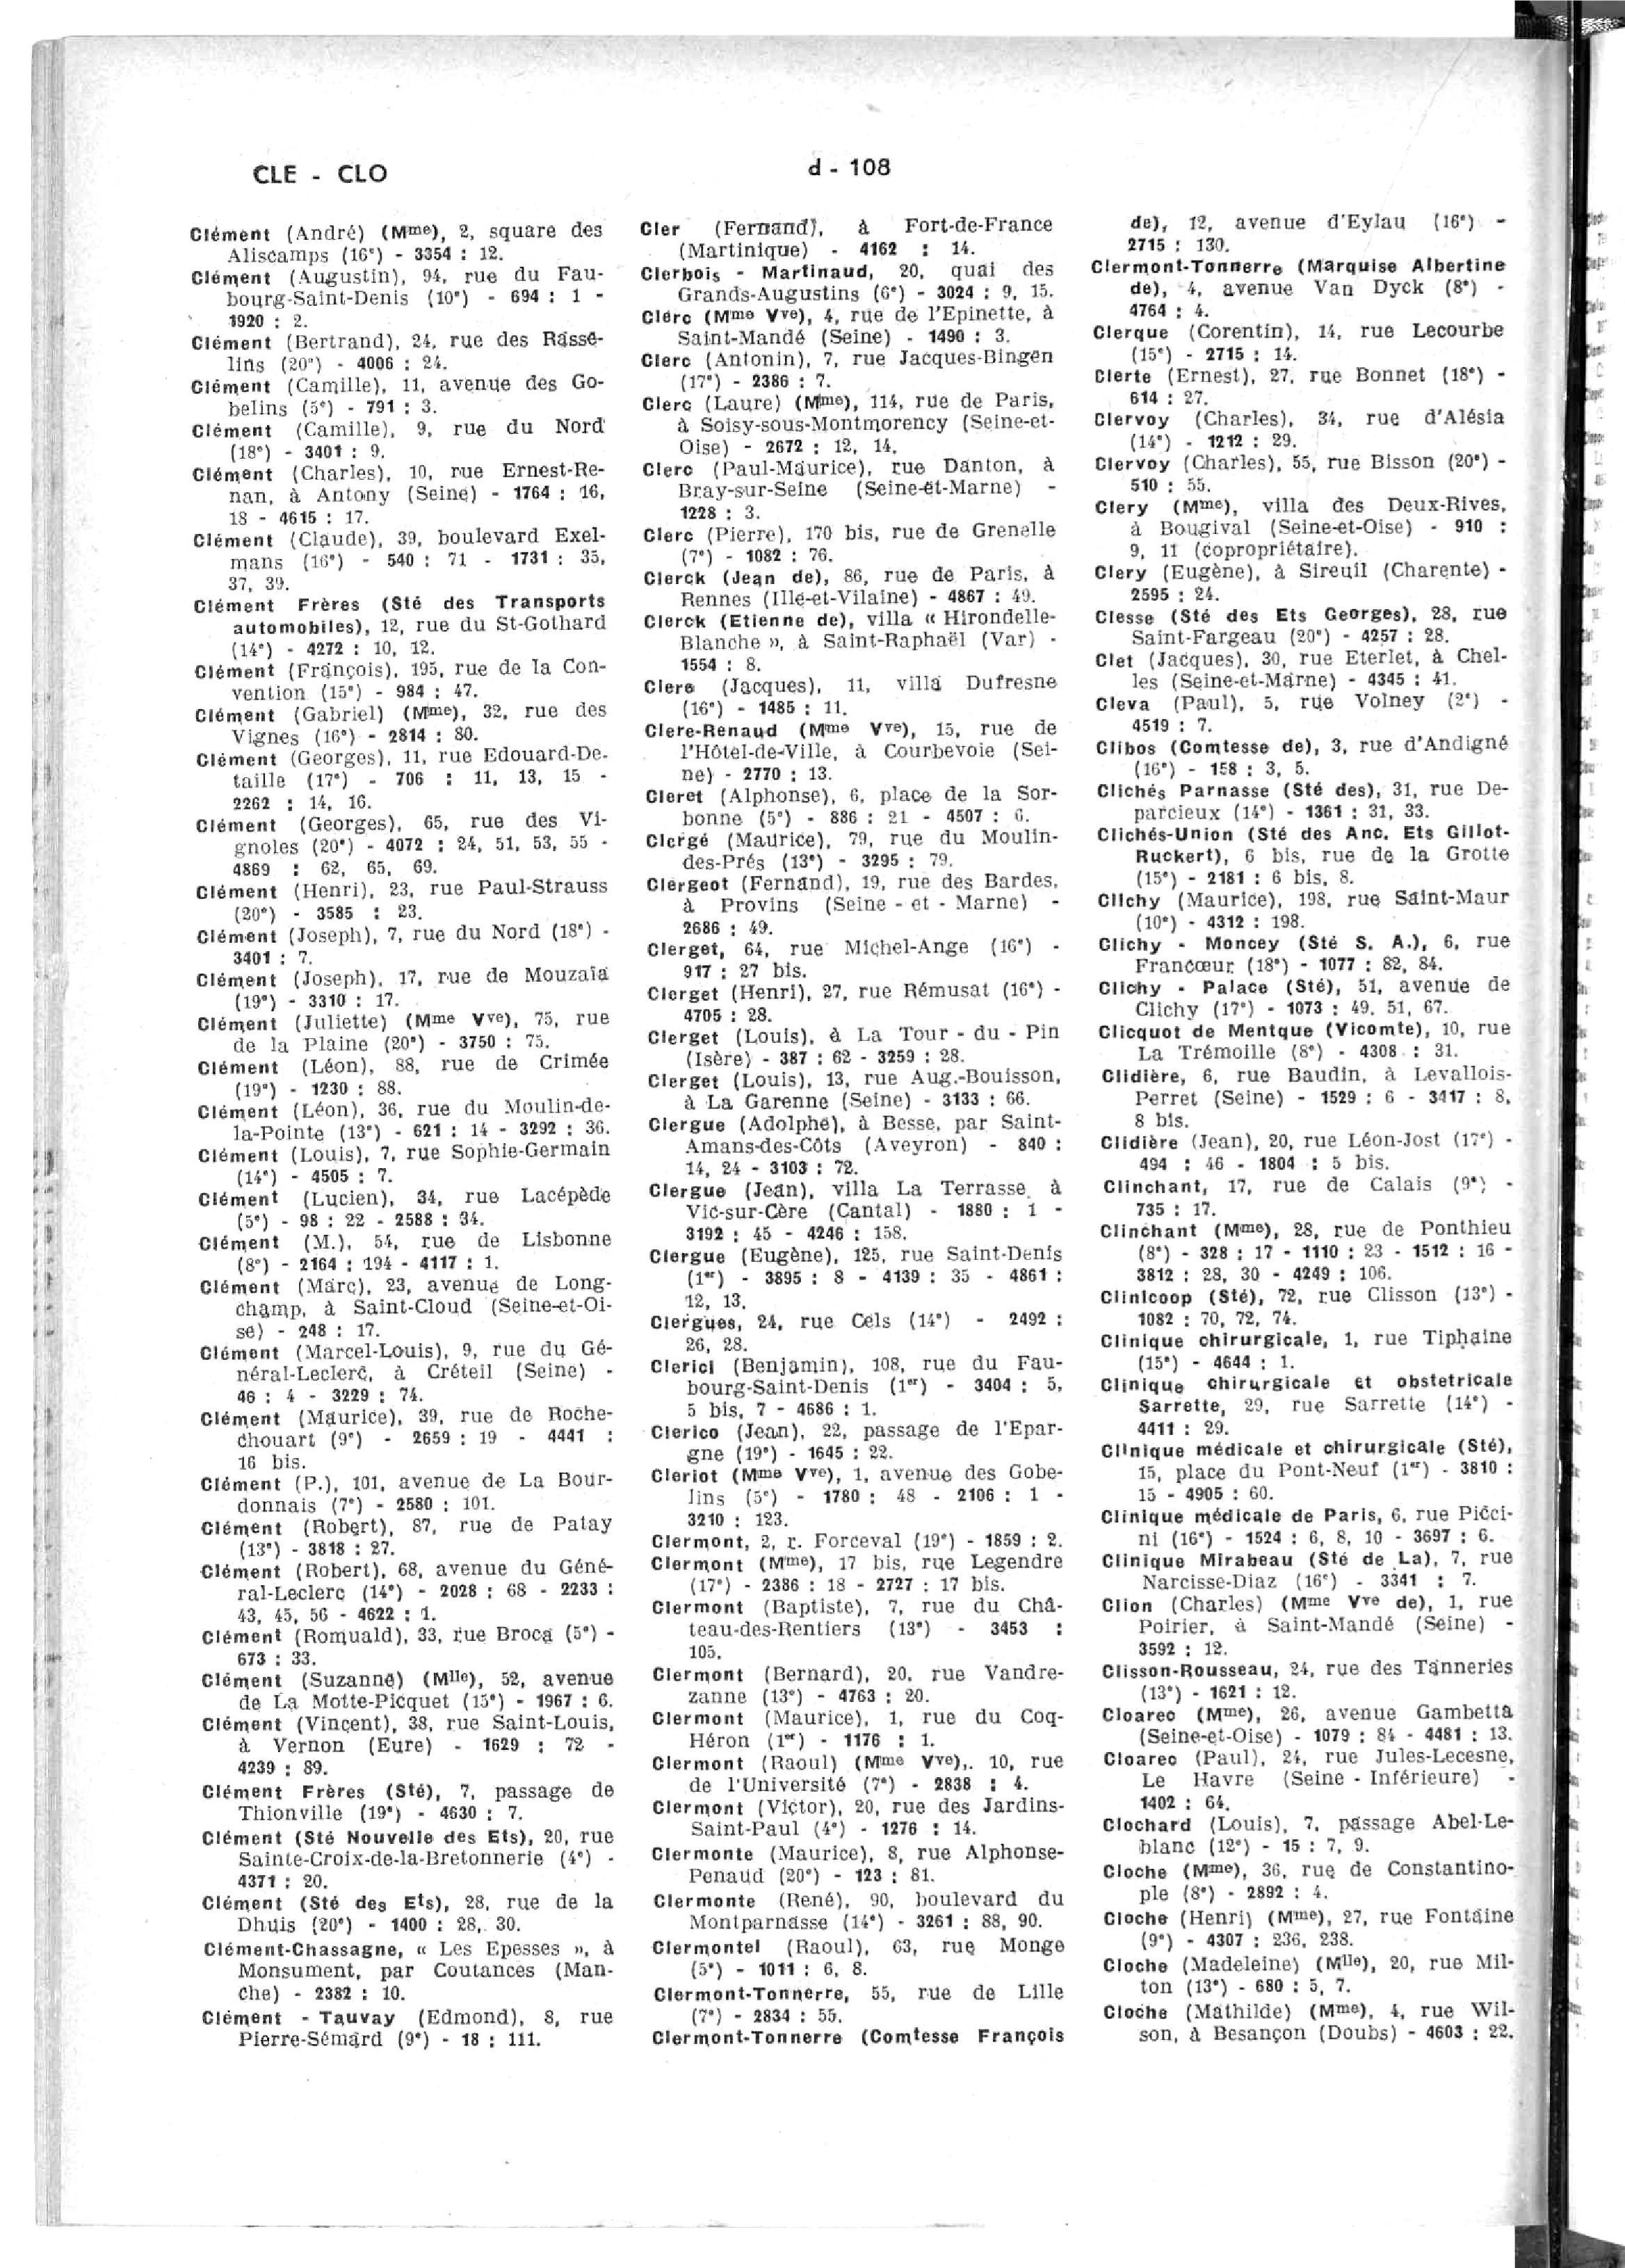 CLE - CLO
d - 108
Clément (André) (Mme), 2, square des
Aliscamps (16e) - 3354 : 12.
Clément (Augustin), 94, rue du Fau-
bourg-Saint-Denis (10e) - 694 : 1 -
1920 : 2.
Clément (Bertrand), 24, rue des Rasse-
lins (20e) - 4006 : 24.
Clément (Camille), 11, avenue des Go-
belins (5e) - 791 : 3.
Clément (Camille), 9, rue du Nord
(18e) - 3401 : 9.
Clément (Charles), 10, rue Ernest-Re-
nan, à Antony (Seine) - 1764 : 16,
18 - 4615 : 17.
Clément (Claude), 39, boulevard Exel-
mans (16e) - 540 : 71 - 1731 : 35,
37, 39.
Clément Frères (Sté des Transports
automobiles), 12, rue du St-Gothard
(14e) - 4272 : 10, 12.
Clément (François), 195, rue de la Con-
vention (15e) - 984 : 47.
Clément (Gabriel) (Mme), 32, rue des
Vignes (16e) - 2814 : 80.
Clément (Georges), 11, rue Edouard-De-
taille (17e) - 706 : 11, 13, 15 -
2262 : 14, 16.
Clément (Georges), 65, rue des Vi-
gnoles (20e) - 4072 : 24, 51, 53, 55 -
4869 : 62, 65, 69.
Clément (Henri), 23, rue Paul-Strauss
(20e) - 3585 : 23.
Clément (Joseph), 7, rue du Nord (18e) -
3401 : 7.
Clément (Joseph), 17, rue de Mouzaïa
(19e) - 3310 : 17.
Clément (Juliette) (Mme Vve), 75, rue
de la Plaine (20e) - 3750 : 75.
Clément (Léon), 88, rue de Crimée
(19e) - 1230 : 88.
Clément (Léon), 36, rue du Moulin-de-
la-Pointe (13e) - 621 : 14 - 3292 : 36.
Clément (Louis), 7, rue Sophie-Germain
(14e) - 4505 : 7.
Clément (Lucien), 34, rue Lacépède
(5e) - 98 : 22 - 2588 : 34.
Clément (M.), 54, rue de Lisbonne
(8e) - 2164 : 194 - 4117 : 1.
Clément (Marc), 23, avenue de Long-
champ, à Saint-Cloud (Seine-et-Oi-
se) - 248 : 17.
Clément (Marcel-Louis), 9, rue du Gé-
néral-Leclerc, à Créteil (Seine) -
46 : 4 - 3229 : 74.
Clément (Maurice), 39, rue de Roche-
chouart (9e) - 2659 : 19 - 4441 :
16 bis.
Clément (P.), 101, avenue de La Bour-
donnais (7e) - 2580 : 101.
Clément (Robert), 87, rue de Patay
(13e) - 3818 : 27.
Clément (Robert), 68, avenue du Géné-
ral-Leclerc (14e) - 2028 : 68 - 2233 :
43, 45, 56 - 4622 : 1.
Clément (Romuald), 33, rue Broca (5e) -
673 : 33.
Clément (Suzanne) (Mlle), 52, avenue
de La Motte-Picquet (15e) - 1967 : 6.
Clément (Vincent), 38, rue Saint-Louis,
à Vernon (Eure) - 1629 : 72 -
4239 : 89.
Clément Frères (Sté), 7, passage de
Thionville (19e) - 4630 : 7.
Clément (Sté Nouvelle des Ets), 20, rue
Sainte-Croix-de-la-Bretonnerie (4e) -
4371 : 20.
Clément (Sté des Ets), 28, rue de la
Dhuis (20e) - 1400 : 28, 30.
Clément-Chassagne, « Les Epesses », à
Monsument, par Coutances (Man-
che) - 2382 : 10.
Clément - Tauvay (Edmond), 8, rue
Pierre-Sémard (9e) - 18 : 111.
Cler (Fernand), à Fort-de-France
(Martinique) - 4162 : 14.
Clerbois - Martinaud, 20, quai des
Grands-Augustins (6e) - 3024 : 9, 15.
Clerc (Mme Vve), 4, rue de l'Epinette, à
Saint-Mandé (Seine) - 1490 : 3.
Clerc (Antonin), 7, rue Jacques-Bingen
(17e) - 2386 : 7.
Clerc (Laure) (Mme), 114, rue de Paris,
à Soisy-sous-Montmorency (Seine-et-
Oise) - 2672 : 12, 14.
Clerc (Paul-Maurice), rue Danton, à
Bray-sur-Seine (Seine-et-Marne) -
1228 : 3.
Clerc (Pierre), 170 bis, rue de Grenelle
(7e) - 1082 : 76.
Clerck (Jean de), 86, rue de Paris, à
Rennes (Ille-et-Vilaine) - 4867 : 49.
Clerck (Etienne de), villa « Hirondelle-
Blanche », à Saint-Raphaël (Var) -
1554 : 8.
Clere (Jacques), 11, villa Dufresne
(16e) - 1485 : 11.
Clere-Renaud (Mme Vve), 15, rue de
l'Hôtel-de-Ville, à Courbevoie (Sei-
ne) - 2770 : 13.
Cleret (Alphonse), 6, place de la Sor-
bonne (5e) - 886 : 21 - 4507 : 6.
Clergé (Maurice), 79, rue du Moulin-
des-Prés (13e) - 3295 : 79.
Clergeot (Fernand), 19, rue des Bardes,
à Provins (Seine - et - Marne) -
2686 : 49.
Clerget, 64, rue Michel-Ange (16e) -
917 : 27 bis.
Clerget (Henri), 27, rue Rémusat (16e) -
4705 : 28.
Clerget (Louis), à La Tour - du - Pin
(Isère) - 387 : 62 - 3259 : 28.
Clerget (Louis), 13, rue Aug.-Bouisson,
à La Garenne (Seine) - 3133 : 66.
Clergue (Adolphe), à Besse, par Saint-
Amans-des-Côts (Aveyron) - 840 :
14, 24 - 3103 : 72.
Clergue (Jean), villa La Terrasse, à
Vic-sur-Cère (Cantal) - 1880 : 1 -
3192 : 45 - 4246 : 158.
Clergue (Eugène), 125, rue Saint-Denis
(1er) - 3895 : 8 - 4139 : 35 - 4861 :
12, 13.
Clergues, 24, rue Cels (14e) - 2492 :
26, 28.
Clerici (Benjamin), 108, rue du Fau-
bourg-Saint-Denis (1er) - 3404 : 5,
5 bis, 7 - 4686 : 1.
Clerico (Jean), 22, passage de l'Epar-
gne (19e) - 1645 : 22.
Cleriot (Mme Vve), 1, avenue des Gobe-
lins (5e) - 1780 : 48 - 2106 : 1 -
3210 : 123.
Clermont, 2, r. Forceval (19e) - 1859 : 2.
Clermont (Mme), 17 bis, rue Legendre
(17e) - 2386 : 18 - 2727 : 17 bis.
Clermont (Baptiste), 7, rue du Châ-
teau-des-Rentiers (13e) - 3453 :
105.
Clermont (Bernard), 20, rue Vandre-
zanne (13e) - 4763 : 20.
Clermont (Maurice), 1, rue du Coq-
Héron (1er) - 1176 : 1.
Clermont (Raoul) (Mme Vve),. 10, rue
de l'Université (7e) - 2838 : 4.
Clermont (Victor), 20, rue des Jardins-
Saint-Paul (4e) - 1276 : 14.
Clermonte (Maurice), 8, rue Alphonse-
Penaud (20e) - 123 : 81.
Clermonte (René), 90, boulevard du
Montparnasse (14e) - 3261 : 88, 90.
Clermontel (Raoul), 63, rue Monge
(5e) - 1011 : 6, 8.
Clermont-Tonnerre, 55, rue de Lille
(7e) - 2834 : 55.
Clermont-Tonnerre (Comtesse François
de), 12, avenue d'Eylau (16e) -
2715 : 130.
Clermont-Tonnerre (Marquise Albertine
de), 4, avenue Van Dyck (8e) -
4764 : 4.
Clerque (Corentin), 14, rue Lecourbe
(15e) - 2715 : 14.
Clerte (Ernest), 27, rue Bonnet (18e) -
614 : 27.
Clervoy (Charles), 34, rue d'Alésia
(14e) - 1212 : 29.
Clervoy (Charles), 55, rue Bisson (20e) -
510 : 55.
Clery (Mme), villa des Deux-Rives,
à Bougival (Seine-et-Oise) - 910 :
9, 11 (copropriétaire).
Clery (Eugène), à Sireuil (Charente) -
2595 : 24.
Clesse (Sté des Ets Georges), 28, rue
Saint-Fargeau (20e) - 4257 : 28.
Clet (Jacques), 30, rue Eterlet, à Chel-
les (Seine-et-Marne) - 4345 : 41.
Cleva (Paul), 5, rue Volney (2e) -
4519 : 7.
Clibos (Comtesse de), 3, rue d'Andigné
(16e) - 158 : 3, 5.
Clichés Parnasse (Sté des), 31, rue De-
parcieux (14e) - 1361 : 31, 33.
Clichés-Union (Sté des Anc. Ets Gillot-
Ruckert), 6 bis, rue de la Grotte
(15e) - 2181 : 6 bis, 8.
Clichy (Maurice), 198, rue Saint-Maur
(10e) - 4312 : 198.
Clichy - Moncey (Sté S. A.), 6, rue
Francœur (18e) - 1077 : 82, 84.
Clichy - Palace (Sté), 51, avenue de
Clichy (17e) - 1073 : 49, 51, 67.
Clicquot de Mentque (Vicomte), 10, rue
La Trémoille (8e) - 4308 : 31.
Clidière, 6, rue Baudin, à Levallois-
Perret (Seine) - 1529 : 6 - 3417 : 8,
8 bis.
Clidière (Jean), 20, rue Léon-Jost (17e) -
494 : 46 - 1804 : 5 bis.
Clinchant, 17, rue de Calais (9e) -
735 : 17.
Clinchant (Mme), 28, rue de Ponthieu
(8e) - 328 : 17 - 1110 : 23 - 1512 : 16 -
3812 : 28, 30 - 4249 : 106.
Clinicoop (Sté), 72, rue Clisson (13e) -
1082 : 70, 72, 74.
Clinique chirurgicale, 1, rue Tiphaine
(15e) - 4644 : 1.
Clinique chirurgicale et obstetricale
Sarrette, 29, rue Sarrette (14e) -
4411 : 29.
Clinique médicale et chirurgicale (Sté),
15, place du Pont-Neuf (1er) - 3810 :
15 - 4905 : 60.
Clinique médicale de Paris, 6, rue Picci-
ni (16e) - 1524 : 6, 8, 10 - 3697 : 6.
Clinique Mirabeau (Sté de La), 7, rue
Narcisse-Diaz (16e) - 3341 : 7.
Clion (Charles) (Mme Vve de), 1, rue
Poirier, à Saint-Mandé (Seine) -
3592 : 12.
Clisson-Rousseau, 24, rue des Tanneries
(13e) - 1621 : 12.
Cloarec (Mme), 26, avenue Gambetta
(Seine-et-Oise) - 1079 : 84 - 4481 : 13.
Cloarec (Paul), 24, rue Jules-Lecesne,
Le Havre (Seine - Inférieure) -
1402 : 64.
Clochard (Louis), 7, passage Abel-Le-
blanc (12e) - 15 : 7, 9.
Cloche (Mme), 36, rue de Constantino-
ple (8e) - 2892 : 4.
Cloche (Henri) (Mme), 27, rue Fontaine
(9e) - 4307 : 236, 238.
Cloche (Madeleine) (Mlle), 20, rue Mil-
ton (13e) - 680 : 5, 7.
Cloche (Mathilde) (Mme), 4, rue Wil-
son, à Besançon (Doubs) - 4603 : 22.